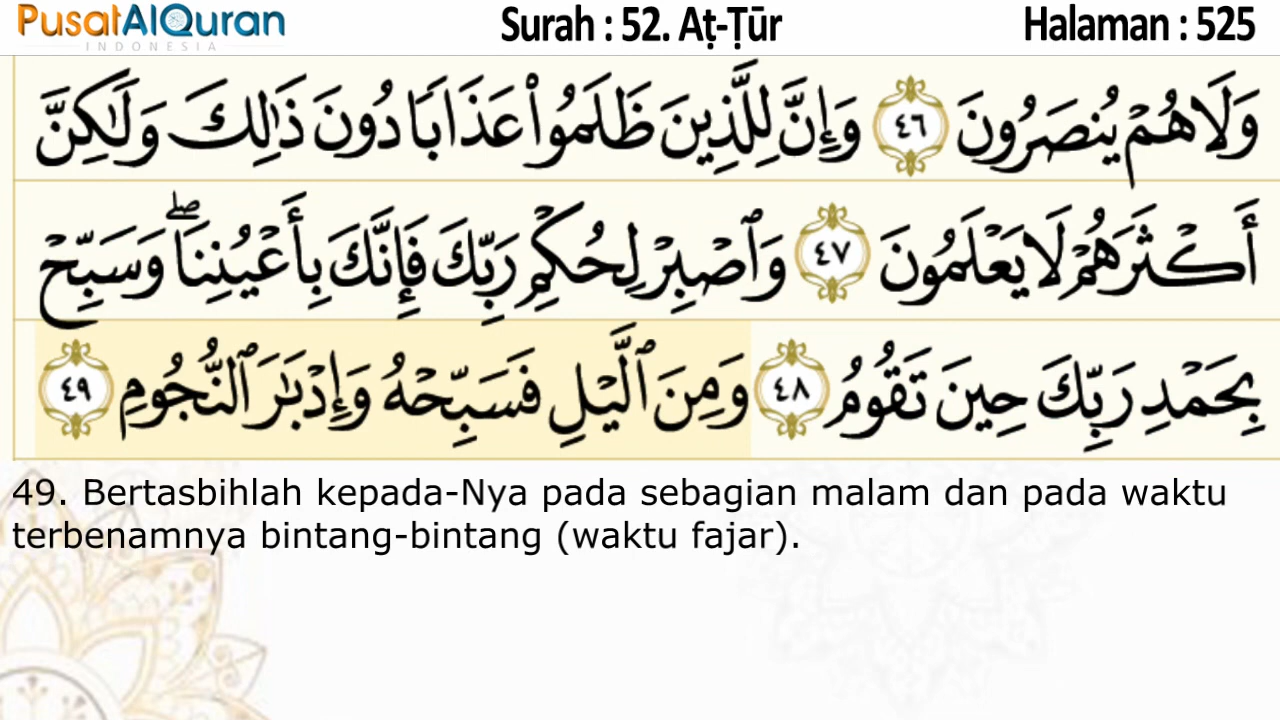 PusatAlQuran
INDONESIA
Surah : 52. Aṭ-Ṭūr
Halaman : 525
وَلَا هُمْ يُنصَرُونَ ٤٦ وَإِنَّ لِلَّذِينَ ظَلَمُوا۟ عَذَابًا دُونَ ذَٰلِكَ وَلَٰكِنَّ
أَكْثَرَهُمْ لَا يَعْلَمُونَ ٤٧ وَٱصْبِرْ لِحُكْمِ رَبِّكَ فَإِنَّكَ بِأَعْيُنِنَا ۖ وَسَبِّحْ
بِحَمْدِ رَبِّكَ حِينَ تَقُومُ ٤٨ وَمِنَ ٱلَّيْلِ فَسَبِّحْهُ وَإِدْبَٰرَ ٱلنُّجُومِ ٤٩
49. Bertasbihlah kepada-Nya pada sebagian malam dan pada waktu
terbenamnya bintang-bintang (waktu fajar).